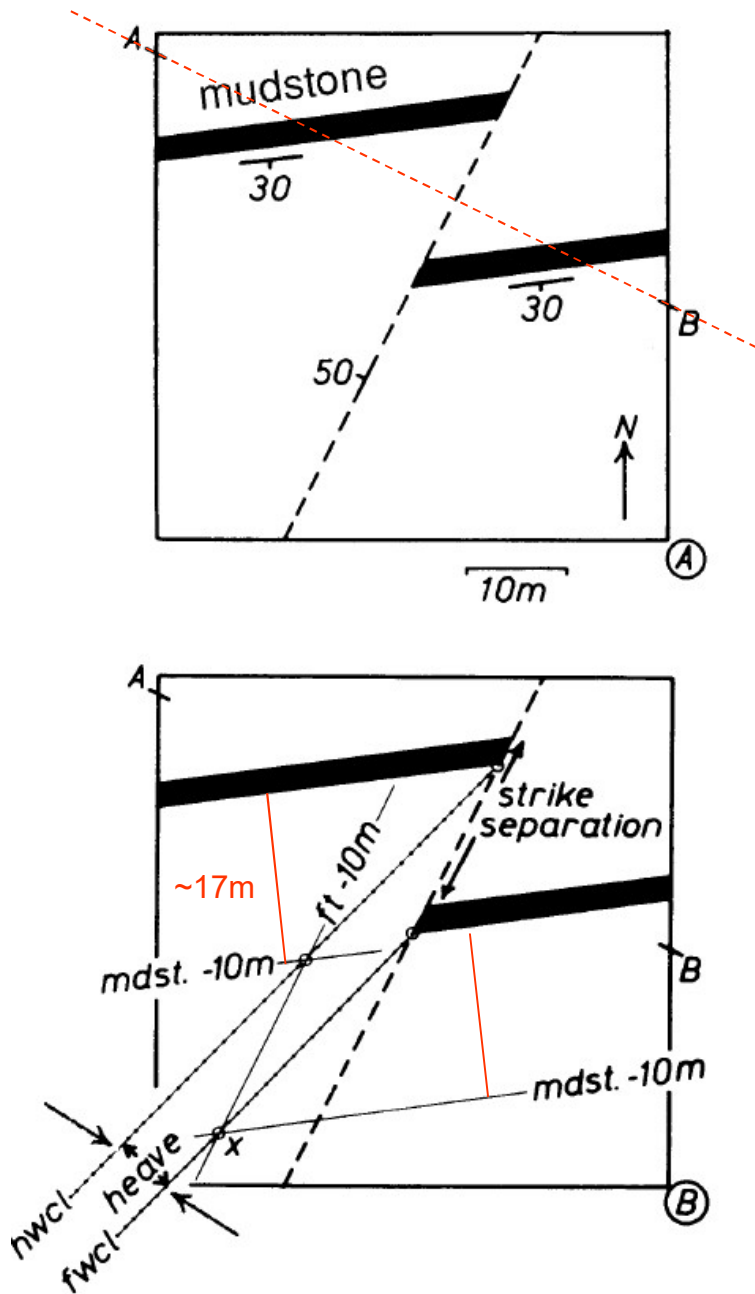 A
mudstone
30
30
B
50
N
A
10m
A
strike
separation
ft -10m
~17m
mdst. -10m
B
mdst. -10m
x
heave
hwcl
fwcl
B